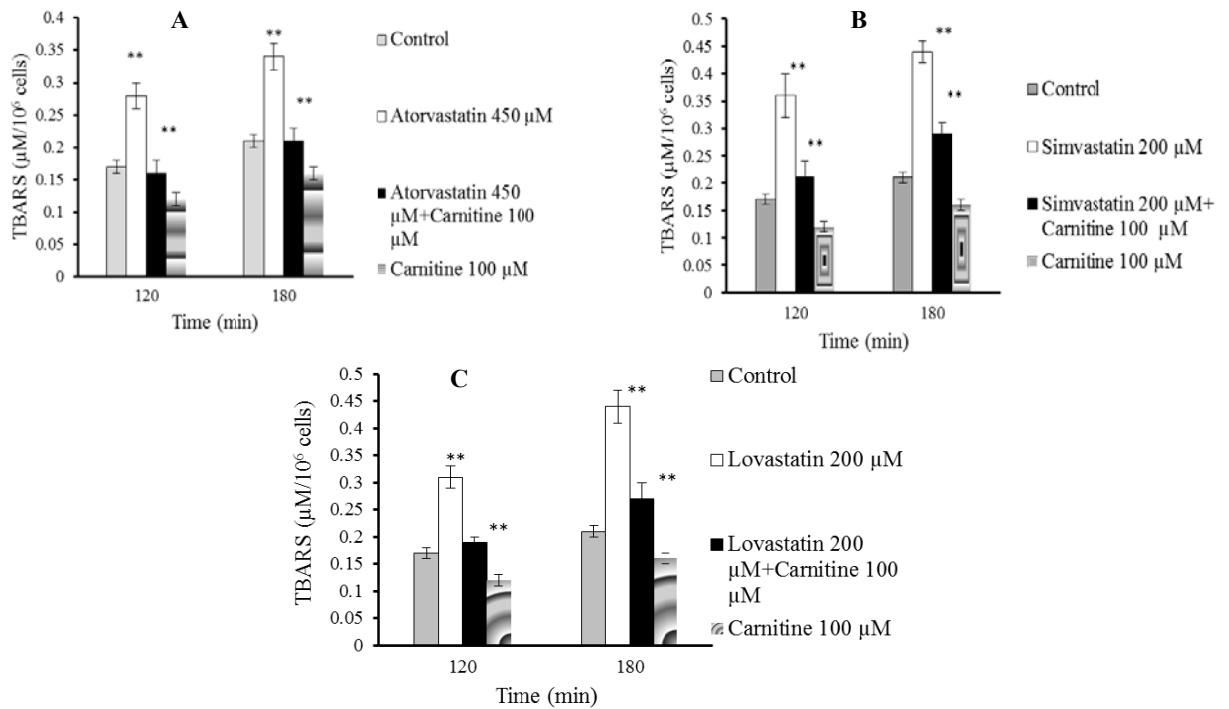 A
TBARS (µM/10⁶ cells)
0.4
0.35
0.3
0.25
0.2
0.15
0.1
0.05
0
**
**
**
**
120
180
Time (min)
Control
Atorvastatin 450 µM
Atorvastatin 450
µM+Carnitine 100
µM
Carnitine 100 µM
B
TBARS (µM/10⁶ cells)
0.5
0.45
0.4
0.35
0.3
0.25
0.2
0.15
0.1
0.05
0
**
**
**
**
120
180
Time (min)
Control
Simvastatin 200 µM
Simvastatin 200 µM+
Carnitine 100 µM
Carnitine 100 µM
C
TBARS (µM/10⁶ cells)
0.5
0.45
0.4
0.35
0.3
0.25
0.2
0.15
0.1
0.05
0
**
**
**
**
120
180
Time (min)
Control
Lovastatin 200 µM
Lovastatin 200
µM+Carnitine 100
µM
Carnitine 100 µM